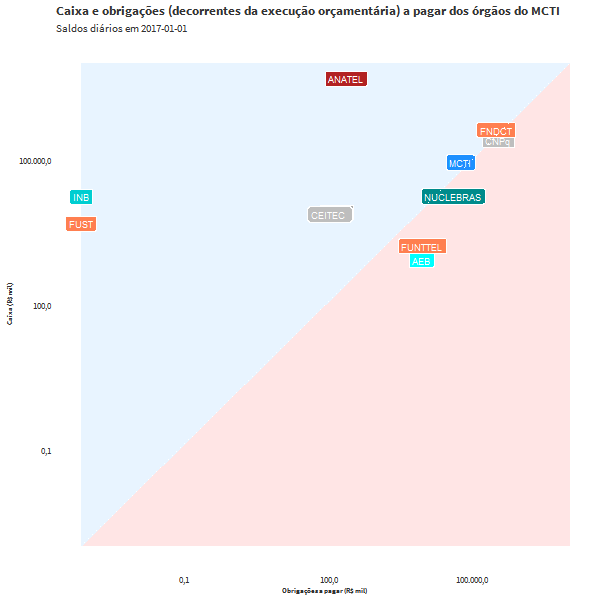 Caixa e obrigações (decorrentes da execução orçamentária) a pagar dos órgãos do MCTI
Saldos diários em 2017-01-01
ANATEL
FNDCT
CNPq
100.000,0
MCTI
INB
NUCLEBRAS
CEITEC
FUST
FUNTTEL
AEB
100,0
Caixa (R$ mil)
0,1
0,1
100,0
100.000,0
Obrigações a pagar (R$ mil)